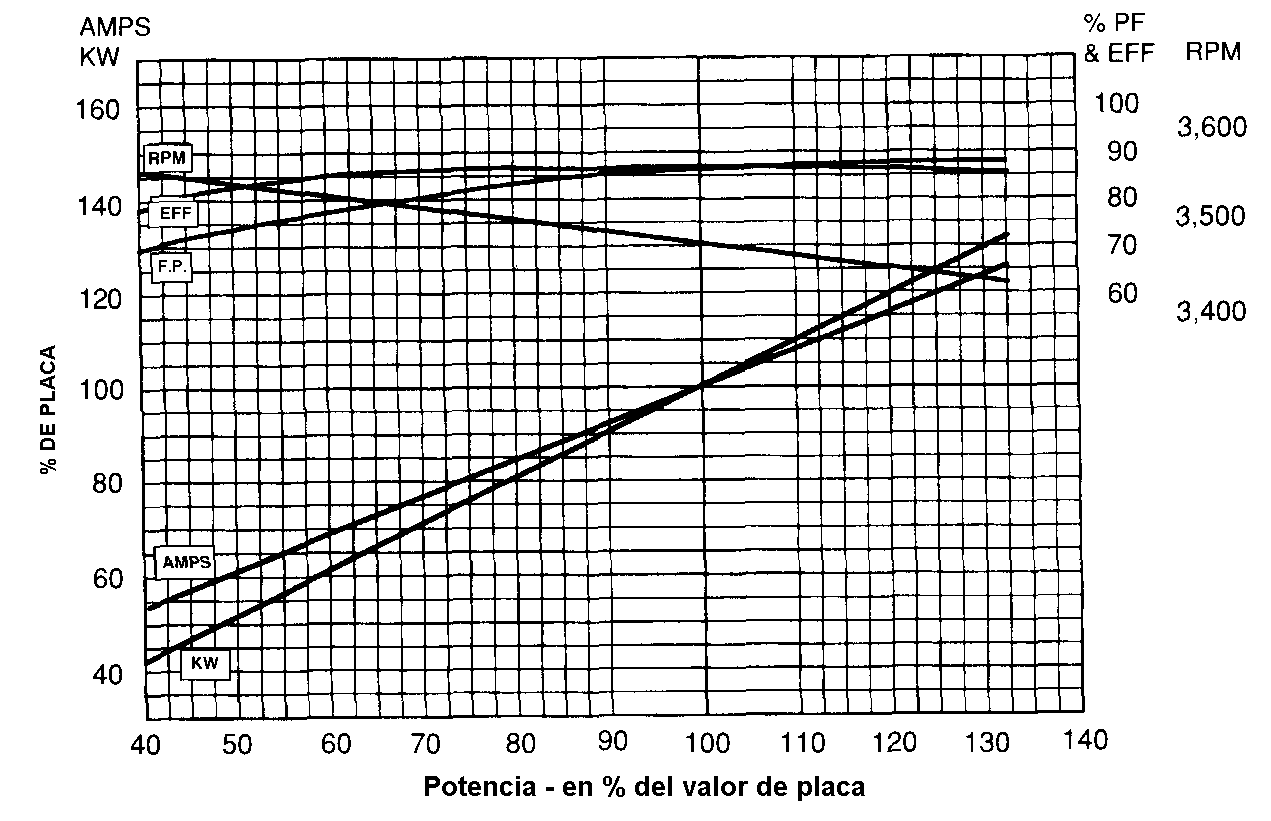 AMPS
KW
% PF
& EFF
RPM
160
140
120
100
80
60
40
100
90
80
70
60
3,600
3,500
3,400
RPM
EFF
F.P.
AMPS
KW
% DE PLACA
40 50 60 70 80 90 100 110 120 130 140
Potencia - en % del valor de placa